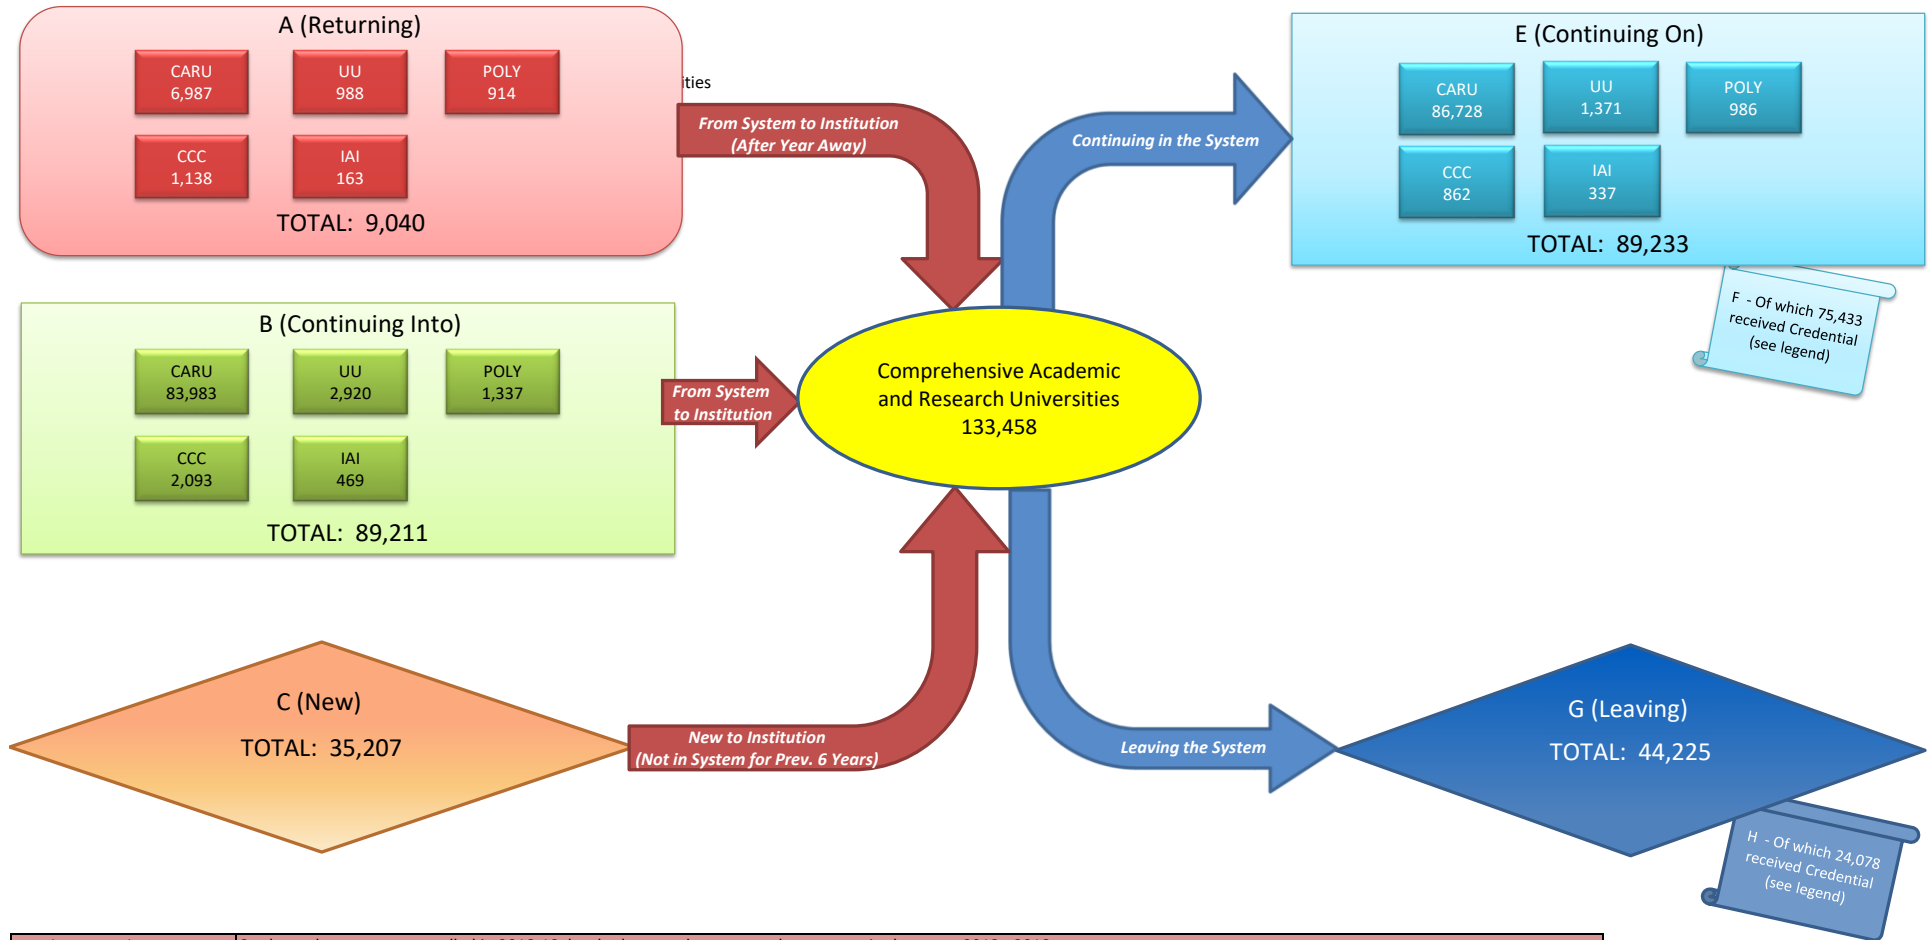 A (Returning)
CARU
6,987
UU
988
POLY
914
CCC
1,138
IAI
163
TOTAL: 9,040
ities
From System to Institution
(After Year Away)
Continuing in the System
E (Continuing On)
CARU
86,728
UU
1,371
POLY
986
CCC
862
IAI
337
TOTAL: 89,233
F - Of which 75,433
received Credential
(see legend)
B (Continuing Into)
CARU
83,983
UU
2,920
POLY
1,337
CCC
2,093
IAI
469
TOTAL: 89,211
From System
to Institution
Comprehensive Academic
and Research Universities
133,458
C (New)
TOTAL: 35,207
New to Institution
(Not in System for Prev. 6 Years)
Leaving the System
G (Leaving)
TOTAL: 44,225
H - Of which 24,078
received Credential
(see legend)